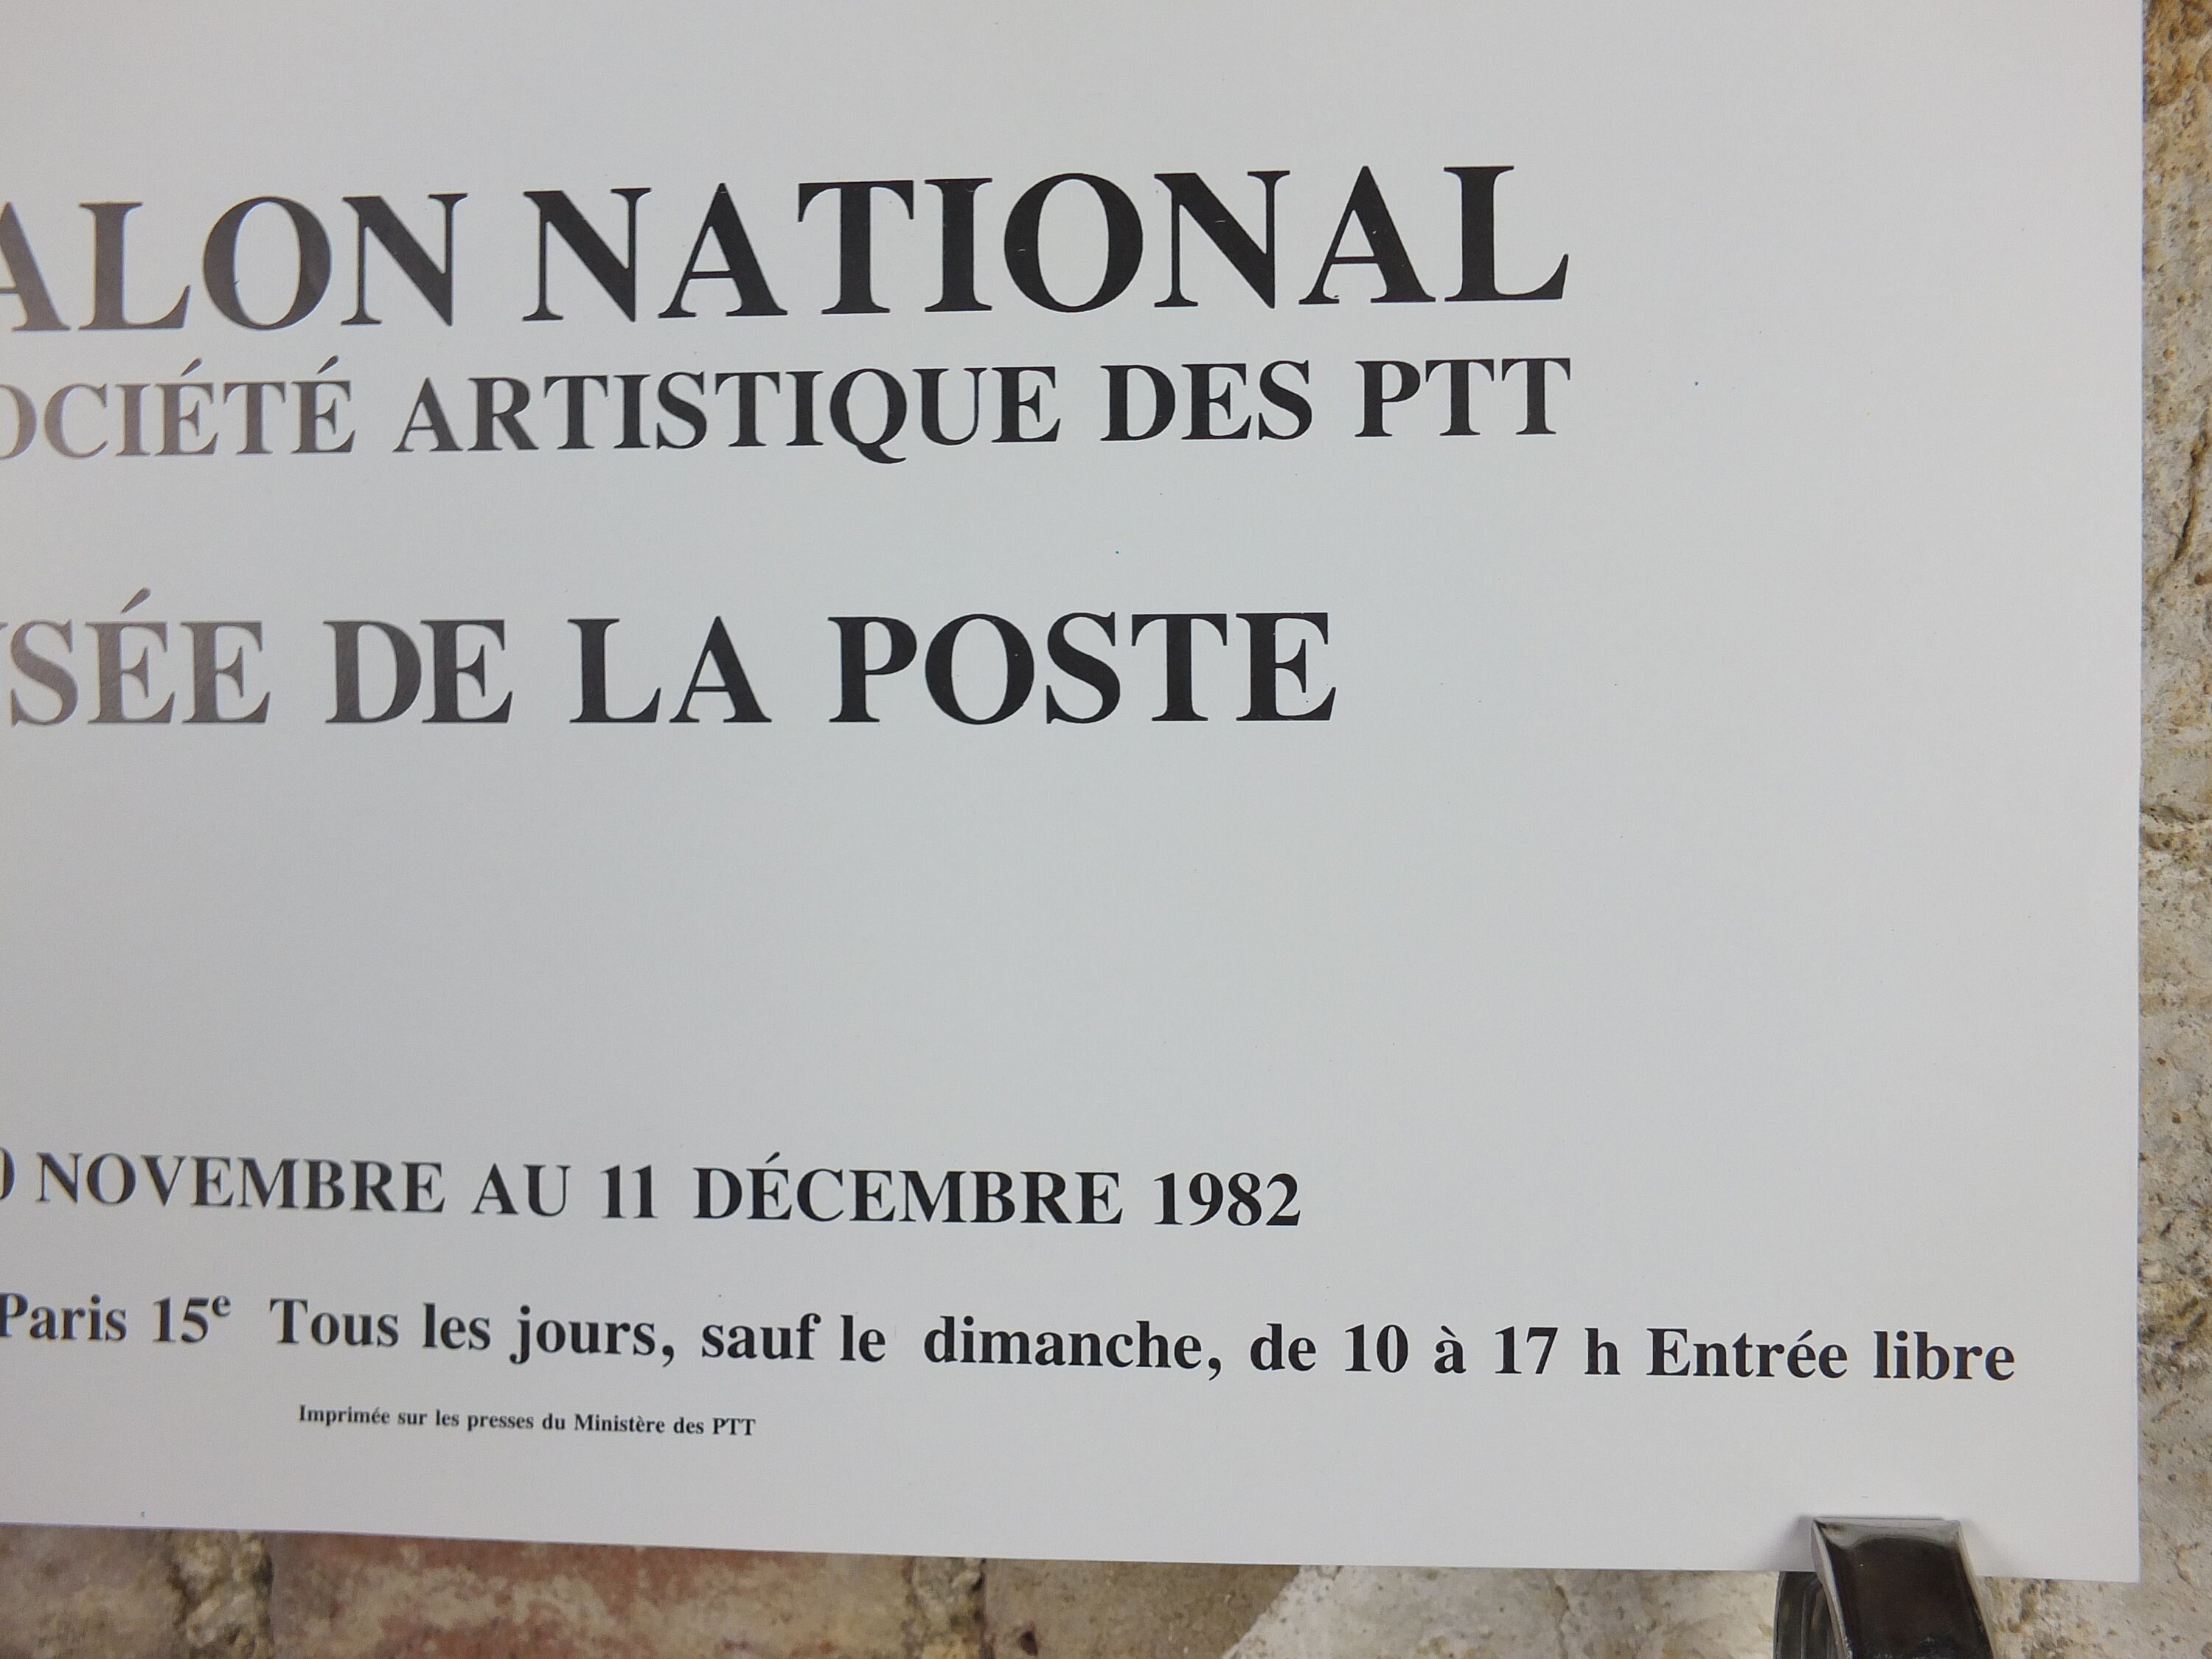 ALON NATIONAL
OCIÉTÉ ARTISTIQUE DES PTT
SÉE DE LA POSTE
0 NOVEMBRE AU 11 DÉCEMBRE 1982
Paris 15e Tous les jours, sauf le dimanche, de 10 à 17 h Entrée libre
Imprimée sur les presses du Ministère des PTT